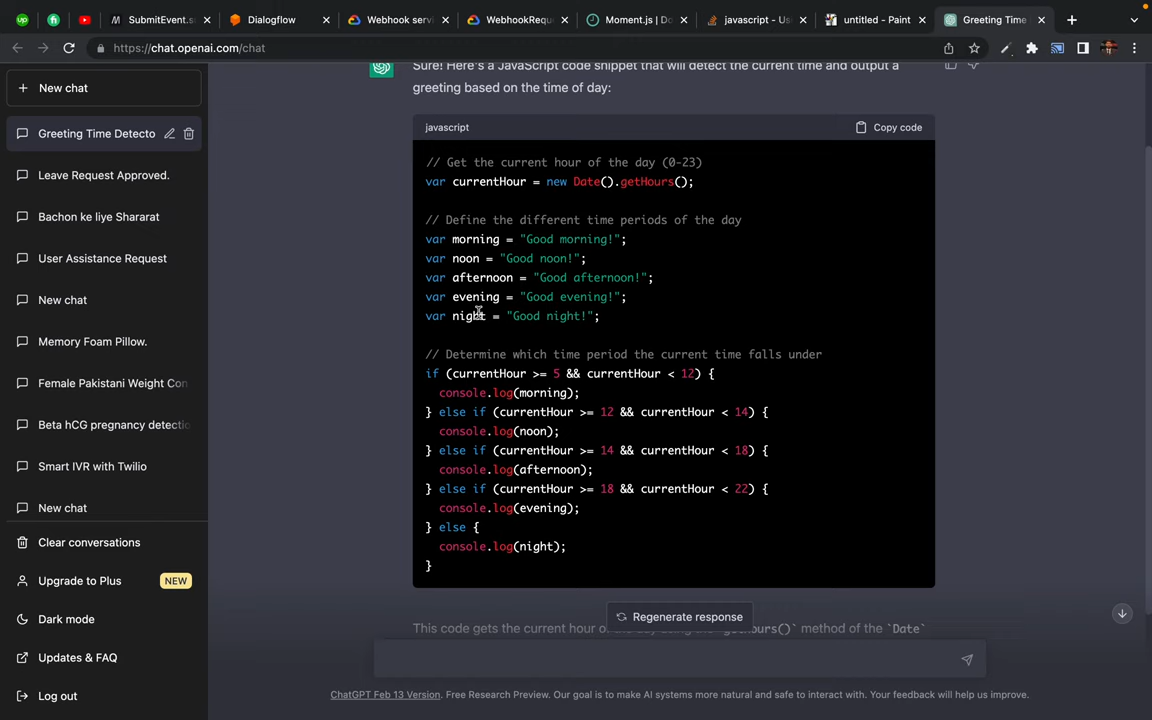 SubmitEvent.s
Dialogflow
Webhook servi
WebhookRequ
Moment.js | Do
javascript - Us
untitled - Paint
Greeting Time
https://chat.openai.com/chat
New chat
Greeting Time Detecto
Leave Request Approved.
Bachon ke liye Shararat
User Assistance Request
New chat
Memory Foam Pillow.
Female Pakistani Weight Con
Beta hCG pregnancy detectio
Smart IVR with Twilio
New chat
Clear conversations
Upgrade to Plus NEW
Dark mode
Updates & FAQ
Log out
Sure! Here's a JavaScript code snippet that will detect the current time and output a
greeting based on the time of day:
javascript Copy code
// Get the current hour of the day (0-23)
var currentHour = new Date().getHours();
// Define the different time periods of the day
var morning = "Good morning!";
var noon = "Good noon!";
var afternoon = "Good afternoon!";
var evening = "Good evening!";
var night = "Good night!";
// Determine which time period the current time falls under
if (currentHour >= 5 && currentHour < 12) {
console.log(morning);
} else if (currentHour >= 12 && currentHour < 14) {
console.log(noon);
} else if (currentHour >= 14 && currentHour < 18) {
console.log(afternoon);
} else if (currentHour >= 18 && currentHour < 22) {
console.log(evening);
} else {
console.log(night);
}
Regenerate response
This code gets the current hour of the day using the `getHours()` method of the `Date`
ChatGPT Feb 13 Version. Free Research Preview. Our goal is to make AI systems more natural and safe to interact with. Your feedback will help us improve.